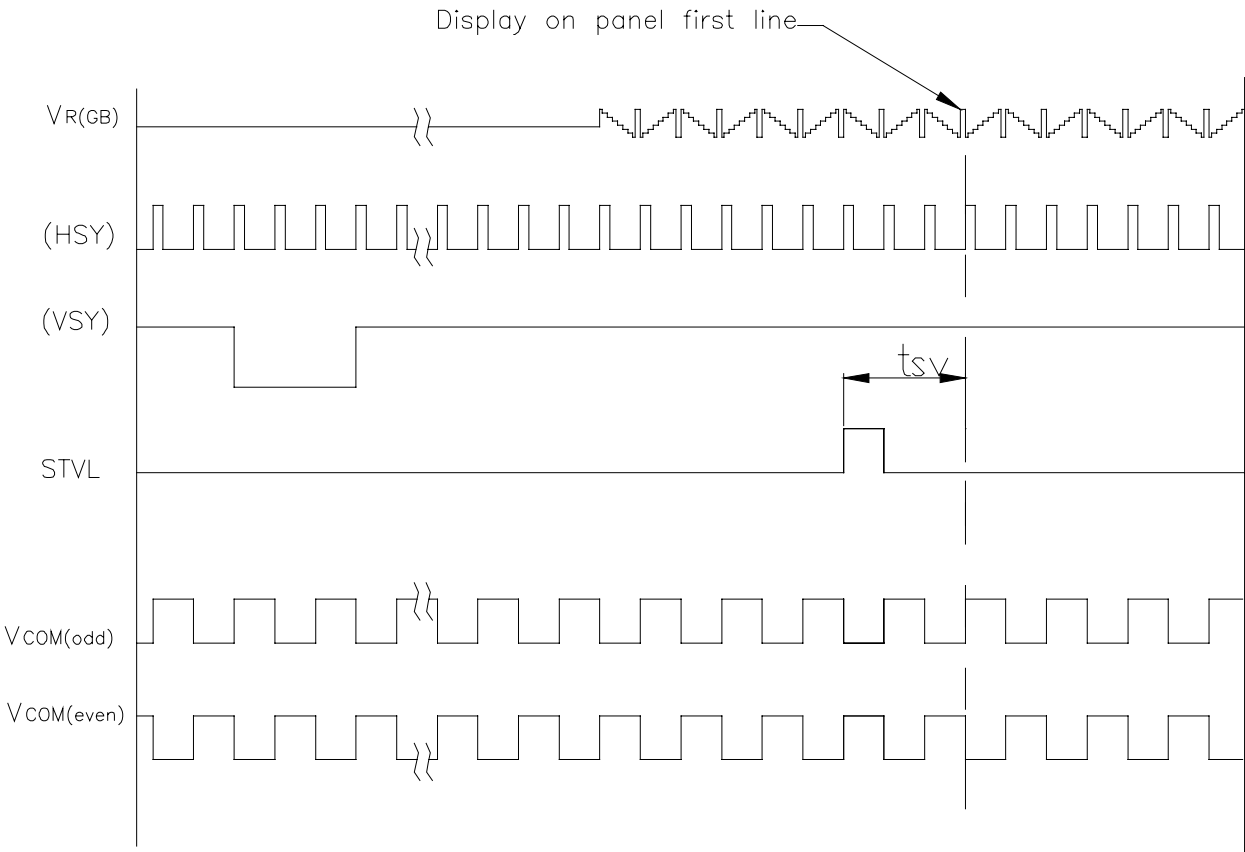 Display on panel first line
VR(GB)
(HSY)
(VSY)
tsv
STVL
VCOM(odd)
VCOM(even)